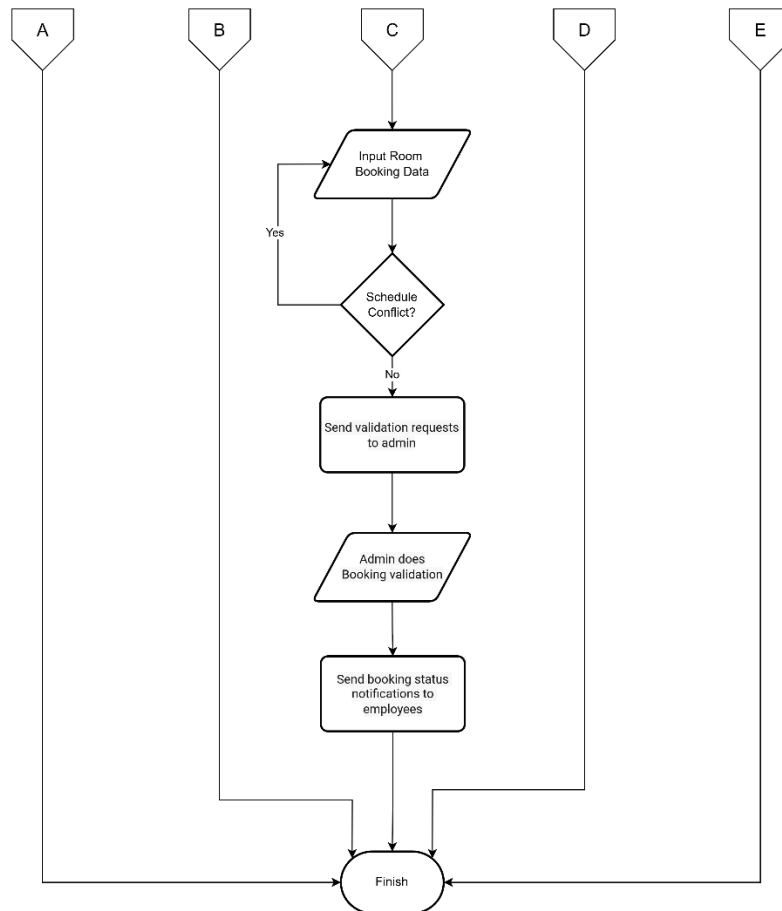 A
B
C
D
E
Input Room
Booking Data
Yes
Schedule
Conflict?
No
Send validation requests
to admin
Admin does
Booking validation
Send booking status
notifications to
employees
Finish